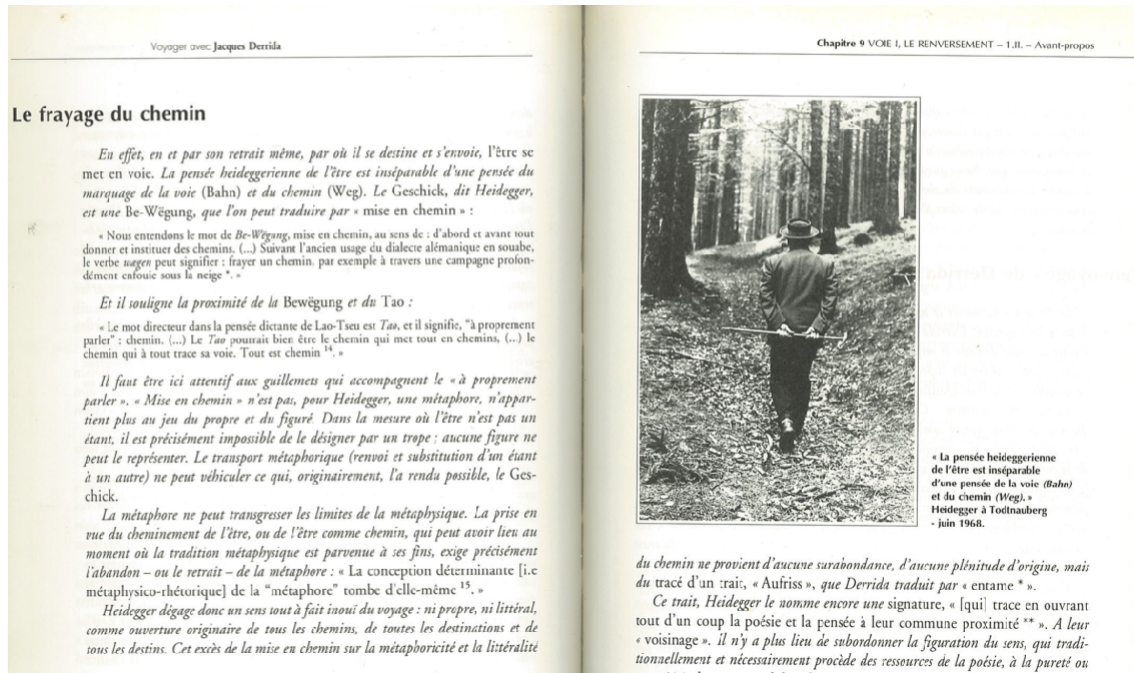 Voyager avec Jacques Derrida
Le frayage du chemin
En effet, en et par son retrait même, par où il se destine et s'envoie, l'être se
met en voie. La pensée heideggerienne de l'être est inséparable d'une pensée du
marquage de la voie (Bahn) et du chemin (Weg). Le Geschick, dit Heidegger,
est une Be-Wëgung, que l'on peut traduire par « mise en chemin » :
« Nous entendons le mot de Be-Wëgung, mise en chemin, au sens de : d'abord et avant tout
donner et instituer des chemins. (...) Suivant l'ancien usage du dialecte alémanique en souabe,
le verbe wegen peut signifier : frayer un chemin, par exemple à travers une campagne profon-
dément enfouie sous la neige *. »
Et il souligne la proximité de la Bewëgung et du Tao :
« Le mot directeur dans la pensée dictante de Lao-Tseu est Tao, et il signifie, "à proprement
parler" : chemin. (...) Le Tao pourrait bien être le chemin qui met tout en chemins, (...) le
chemin qui à tout trace sa voie. Tout est chemin 14. »
Il faut être ici attentif aux guillemets qui accompagnent le « à proprement
parler ». « Mise en chemin » n'est pas, pour Heidegger, une métaphore, n'appar-
tient plus au jeu du propre et du figuré. Dans la mesure où l'être n'est pas un
étant, il est précisément impossible de le désigner par un trope ; aucune figure ne
peut le représenter. Le transport métaphorique (renvoi et substitution d'un étant
à un autre) ne peut véhiculer ce qui, originairement, l'a rendu possible, le Ges-
chick.
La métaphore ne peut transgresser les limites de la métaphysique. La prise en
vue du cheminement de l'être, ou de l'être comme chemin, qui peut avoir lieu au
moment où la tradition métaphysique est parvenue à ses fins, exige précisément
l'abandon – ou le retrait – de la métaphore : « La conception déterminante [i.e
métaphysico-rhétorique] de la "métaphore" tombe d'elle-même 15. »
Heidegger dégage donc un sens tout à fait inouï du voyage : ni propre, ni littéral,
comme ouverture originaire de tous les chemins, de toutes les destinations et de
tous les destins. Cet excès de la mise en chemin sur la métaphoricité et la littéralité
Chapitre 9 VOIE I, LE RENVERSEMENT – 1.II. – Avant-propos
« La pensée heideggerienne
de l'être est inséparable
d'une pensée de la voie (Bahn)
et du chemin (Weg). »
Heidegger à Todtnauberg
- juin 1968.
du chemin ne provient d'aucune surabondance, d'aucune plénitude d'origine, mais
du tracé d'un trait, « Aufriss », que Derrida traduit par « entame * ».
Ce trait, Heidegger le nomme encore une signature, « [qui] trace en ouvrant
tout d'un coup la poésie et la pensée à leur commune proximité ** ». A leur
« voisinage ». il n'y a plus lieu de subordonner la figuration du sens, qui tradi-
tionnellement et nécessairement procède des ressources de la poésie, à la pureté ou